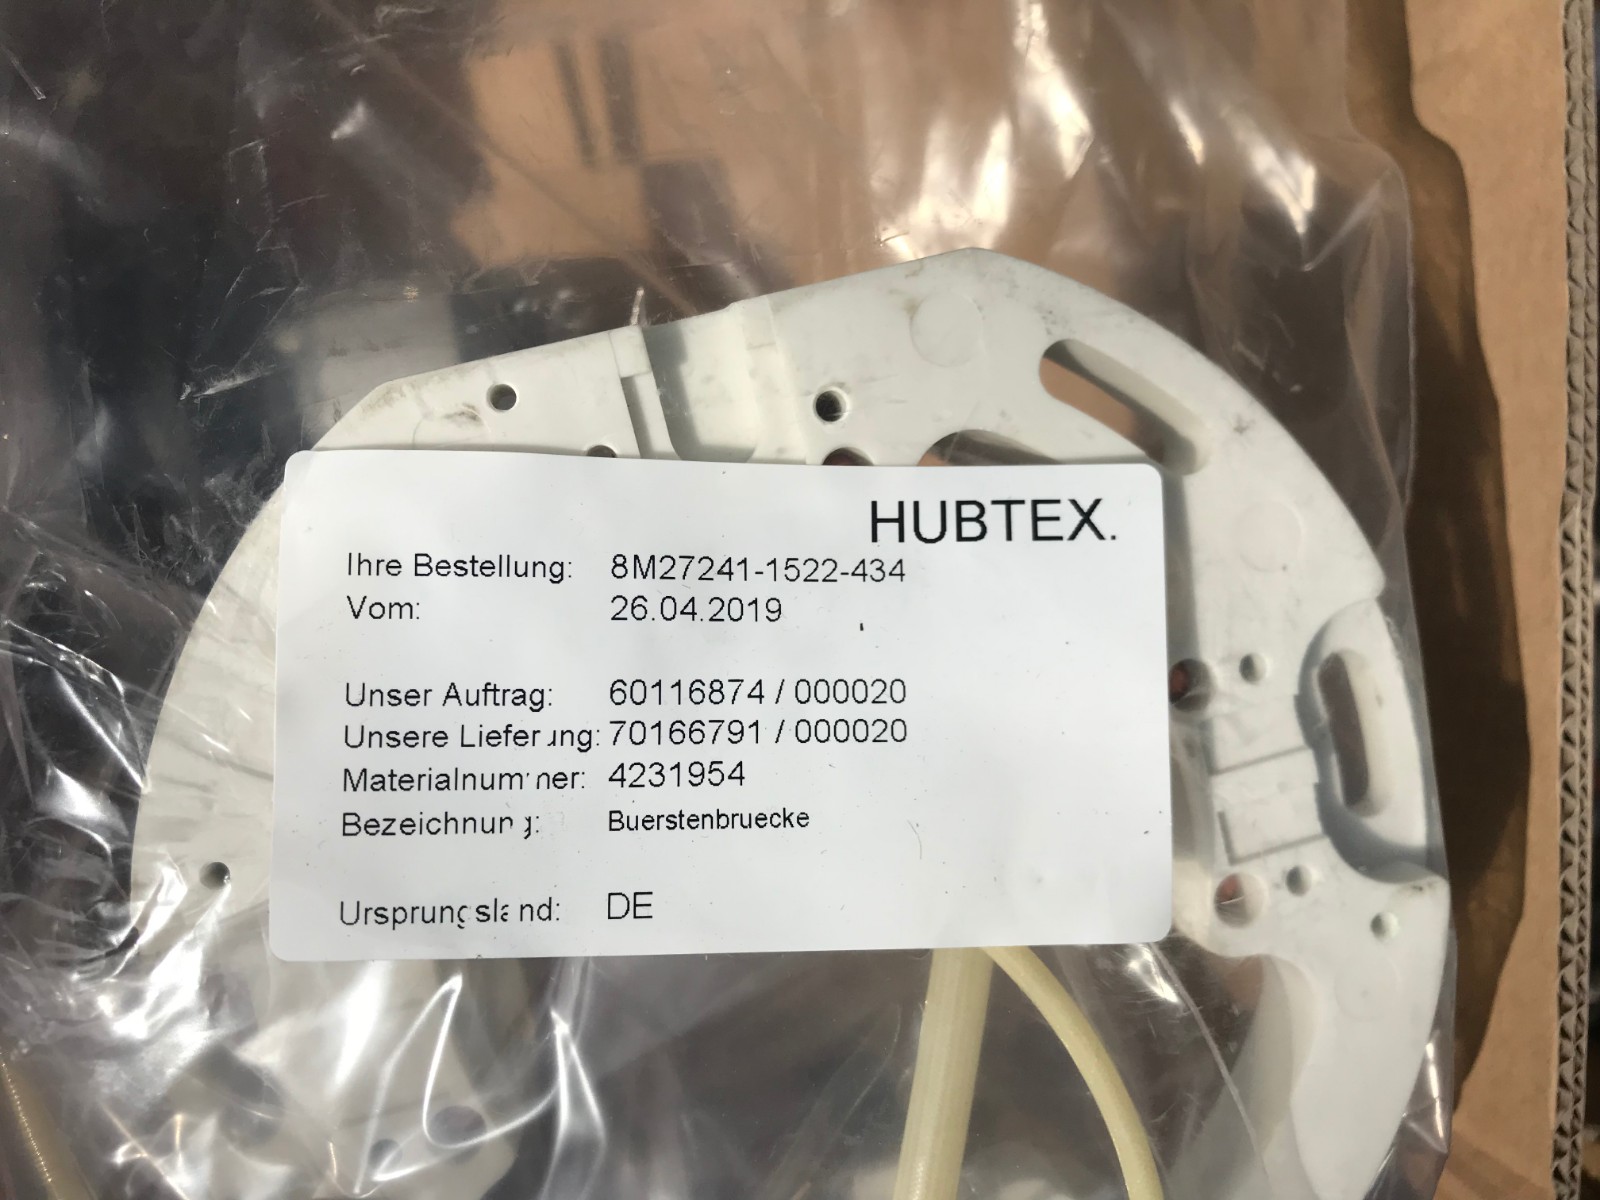 HUBTEX.
Ihre Bestellung: 8M27241-1522-434
Vom: 26.04.2019
Unser Auftrag: 60116874 / 000020
Unsere Lieferung: 70166791 / 000020
Materialnummer: 4231954
Bezeichnung: Buerstenbruecke
Ursprungsland: DE